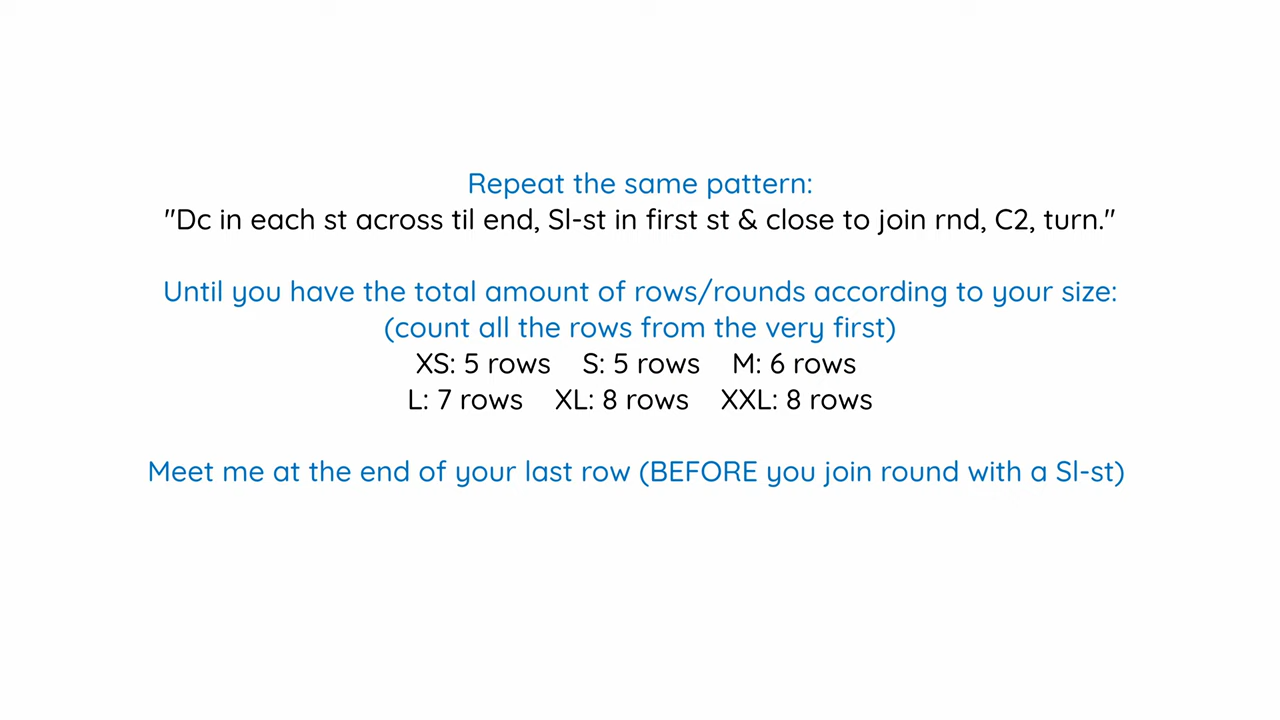 Repeat the same pattern:
"Dc in each st across til end, Sl-st in first st & close to join rnd, C2, turn."
Until you have the total amount of rows/rounds according to your size:
(count all the rows from the very first)
XS: 5 rows S: 5 rows M: 6 rows
L: 7 rows XL: 8 rows XXL: 8 rows
Meet me at the end of your last row (BEFORE you join round with a Sl-st)